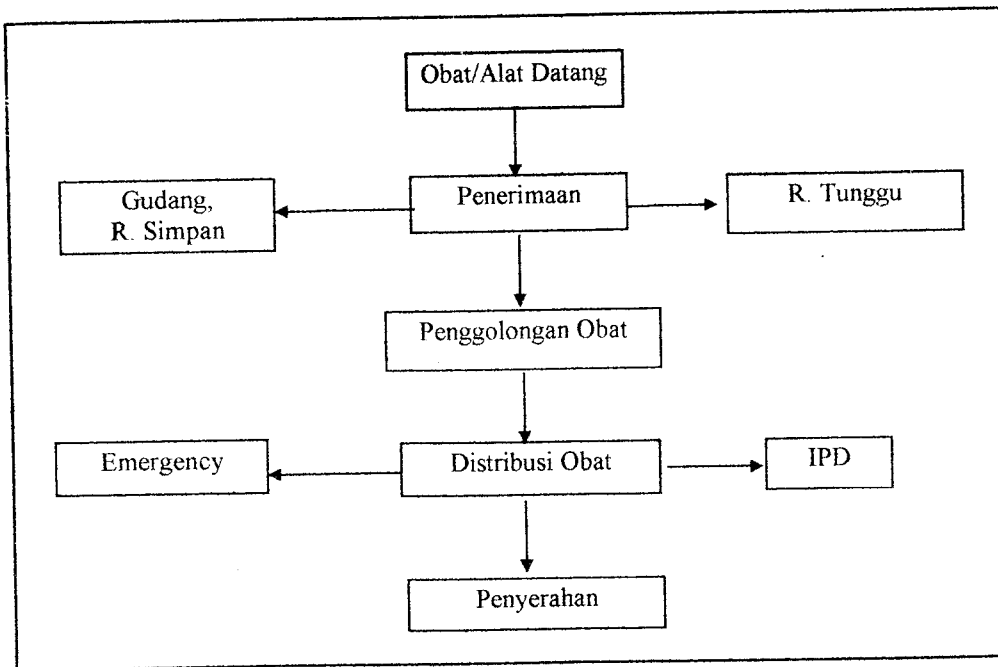 Obat/Alat Datang
Gudang,
R. Simpan
Penerimaan
R. Tunggu
Penggolongan Obat
Emergency
Distribusi Obat
IPD
Penyerahan